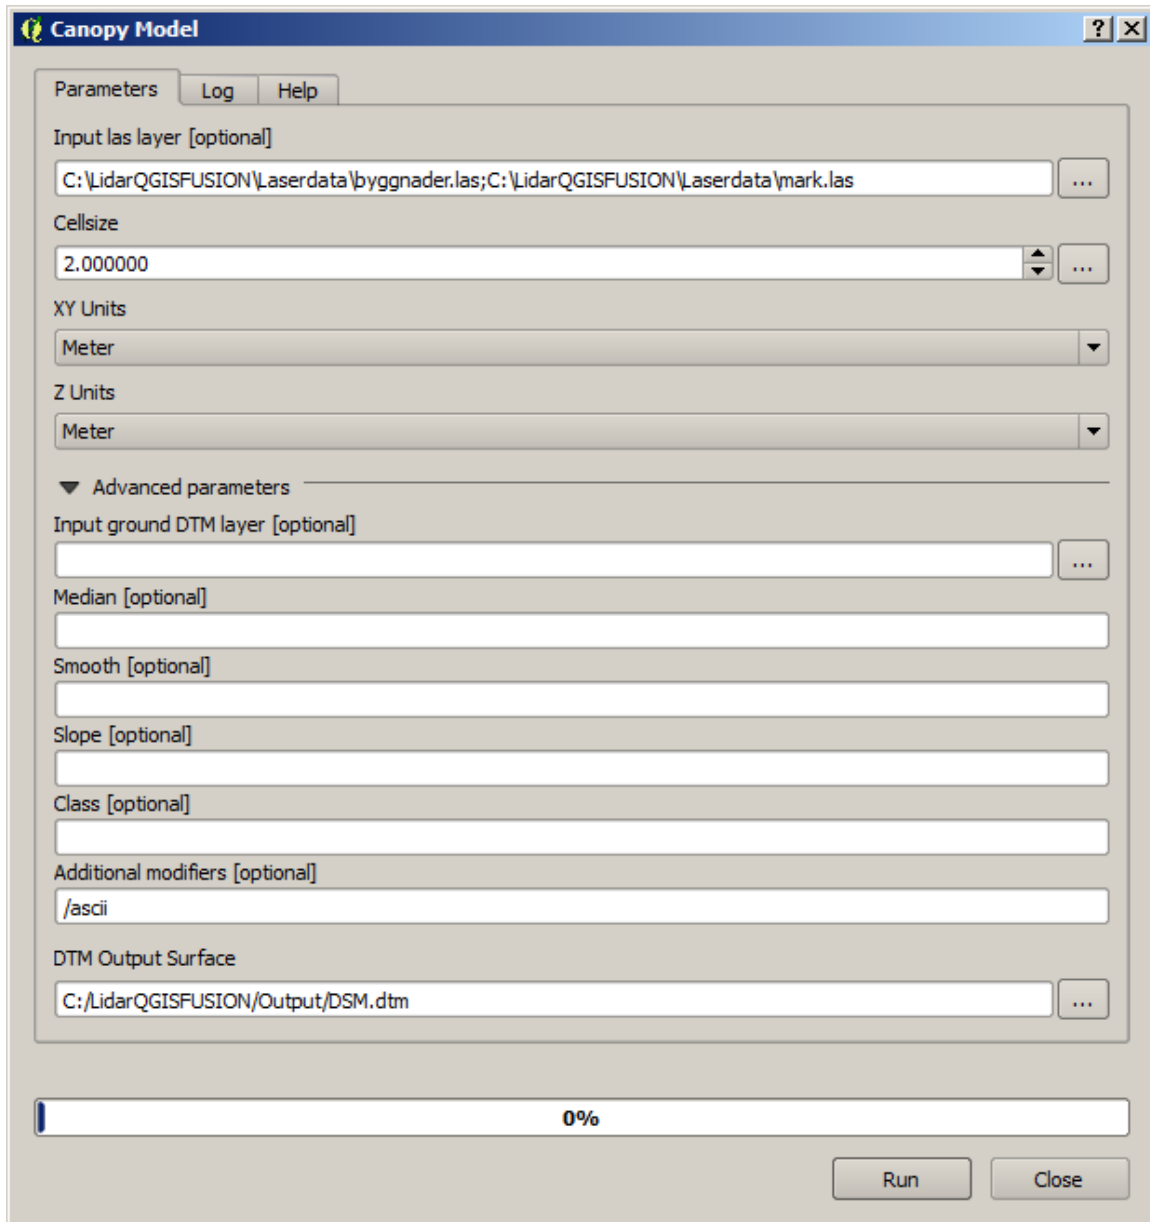 Canopy Model
Parameters Log Help
Input las layer [optional]
C:\LidarQGISFUSION\Laserdata\byggnader.las;C:\LidarQGISFUSION\Laserdata\mark.las ...
Cellsize
2.000000 ...
XY Units
Meter
Z Units
Meter
Advanced parameters
Input ground DTM layer [optional]
...
Median [optional]
Smooth [optional]
Slope [optional]
Class [optional]
Additional modifiers [optional]
/ascii
DTM Output Surface
C:/LidarQGISFUSION/Output/DSM.dtm ...
0%
Run Close